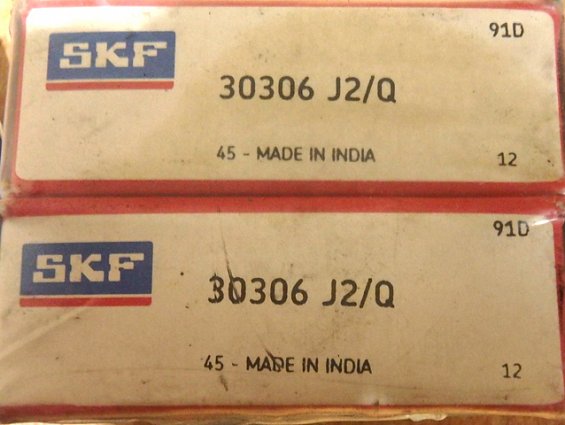 91D
SKF
30306 J2/Q
45 - MADE IN INDIA
12
91D
SKF
30306 J2/Q
45 - MADE IN INDIA
12